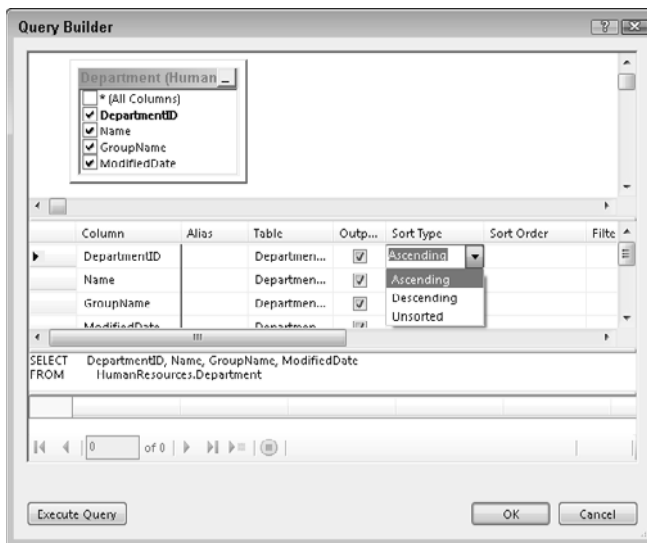 Query Builder
Department (Human
* (All Columns)
DepartmentID
Name
GroupName
ModifiedDate
Column Alias Table Outp... Sort Type Sort Order Filte
DepartmentID Departmen... Ascending
Name Departmen... Ascending
GroupName Departmen... Descending
ModifiedDate Departmen Unsorted
SELECT DepartmentID, Name, GroupName, ModifiedDate
FROM HumanResources.Department
0 of 0
Execute Query OK Cancel